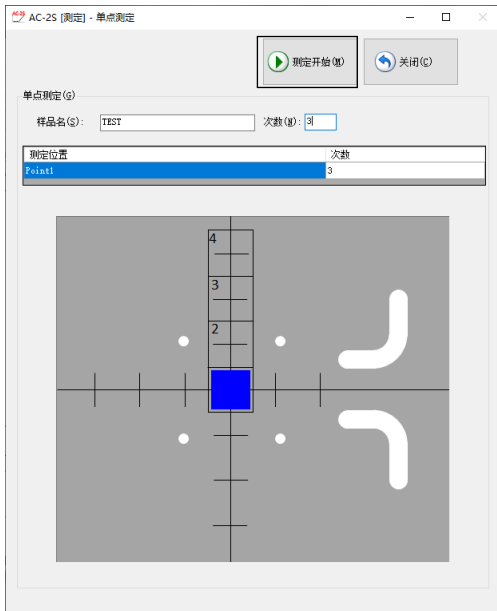 AC-2S [测定] - 单点测定
测定开始(M) 关闭(C)
单点测定(G)
样品名(S): TEST 次数(N): 3
测定位置 次数
Point1 3
4
3
2